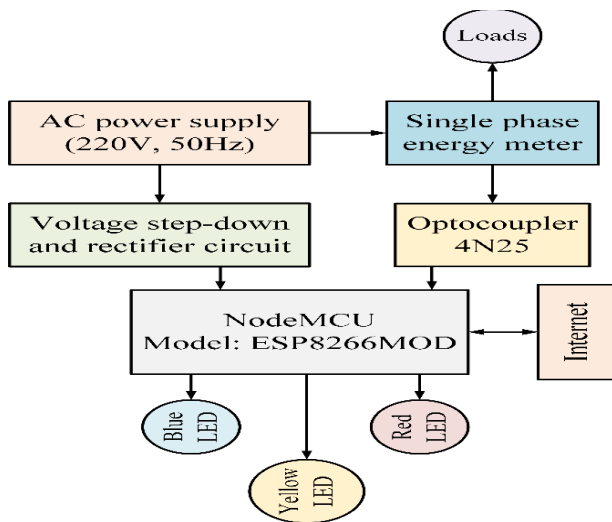 Loads
AC power supply
(220V, 50Hz)
Single phase
energy meter
Voltage step-down
and rectifier circuit
Optocoupler
4N25
NodeMCU
Model: ESP8266MOD
Internet
Blue
LED
Red
LED
Yellow
LED